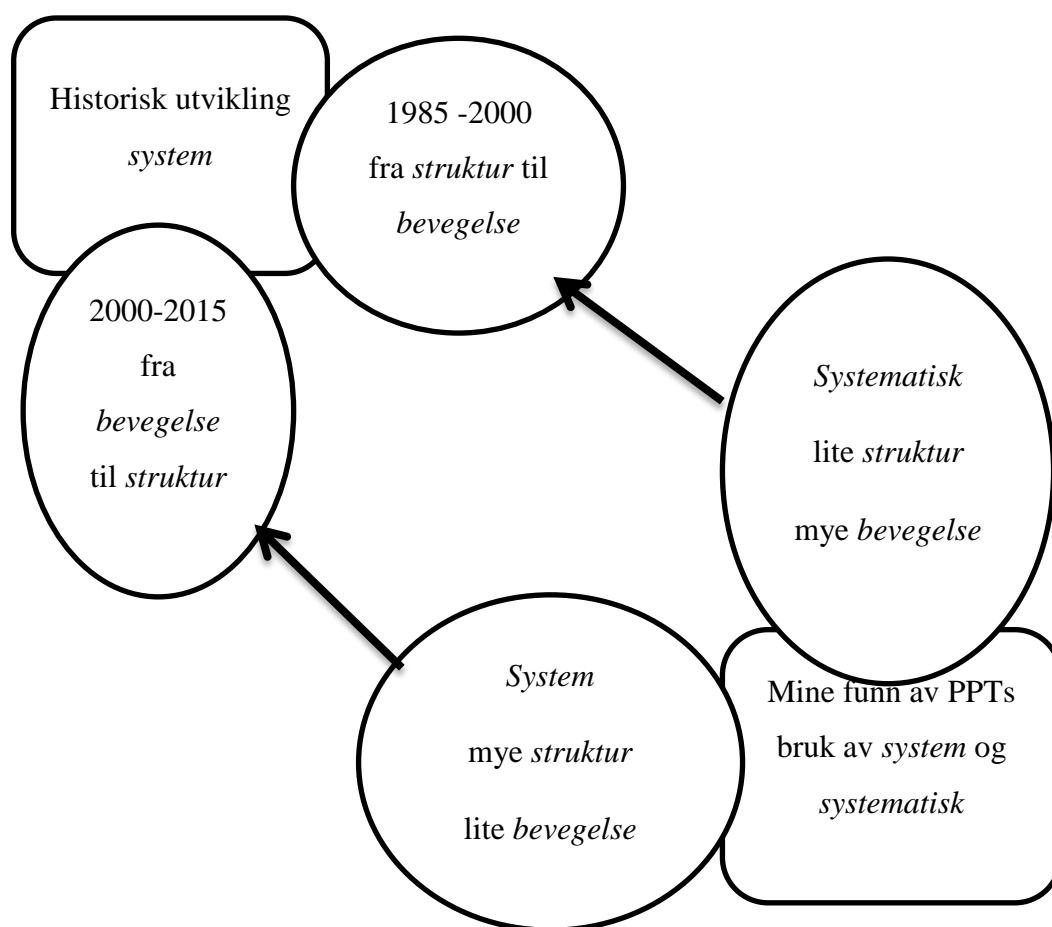 Historisk utvikling
system
1985 -2000
fra struktur til
bevegelse
2000-2015
fra
bevegelse
til struktur
Systematisk
lite struktur
mye bevegelse
System
mye struktur
lite bevegelse
Mine funn av PPTs
bruk av system og
systematisk